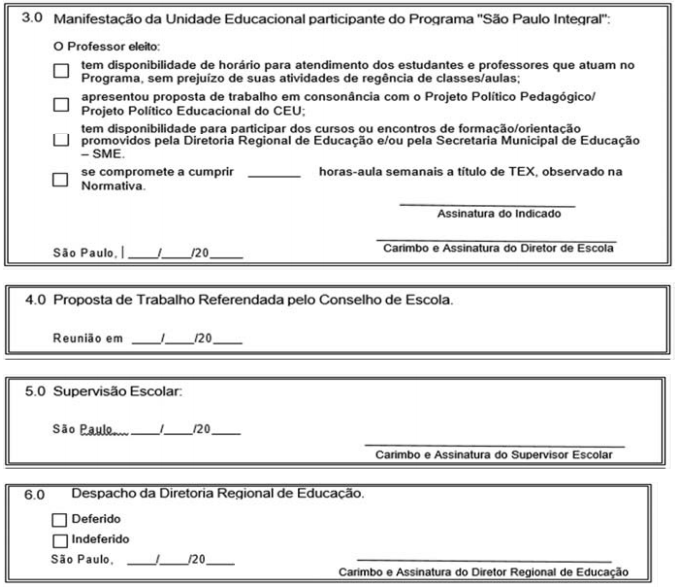 3.0 Manifestação da Unidade Educacional participante do Programa "São Paulo Integral":
O Professor eleito:
tem disponibilidade de horário para atendimento dos estudantes e professores que atuam no
Programa, sem prejuízo de suas atividades de regência de classes/aulas;
apresentou proposta de trabalho em consonância com o Projeto Político Pedagógico/
Projeto Político Educacional do CEU;
tem disponibilidade para participar dos cursos ou encontros de formação/orientação
promovidos pela Diretoria Regional de Educação e/ou pela Secretaria Municipal de Educação
– SME.
se compromete a cumprir ________ horas-aula semanais a título de TEX, observado na
Normativa.
Assinatura do Indicado
São Paulo, | ____/____/20____
Carimbo e Assinatura do Diretor de Escola
4.0 Proposta de Trabalho Referendada pelo Conselho de Escola.
Reunião em ____/____/20____
5.0 Supervisão Escolar:
São Paulo, ____/____/20____
Carimbo e Assinatura do Supervisor Escolar
6.0 Despacho da Diretoria Regional de Educação.
Deferido
Indeferido
São Paulo, ____/____/20____
Carimbo e Assinatura do Diretor Regional de Educação